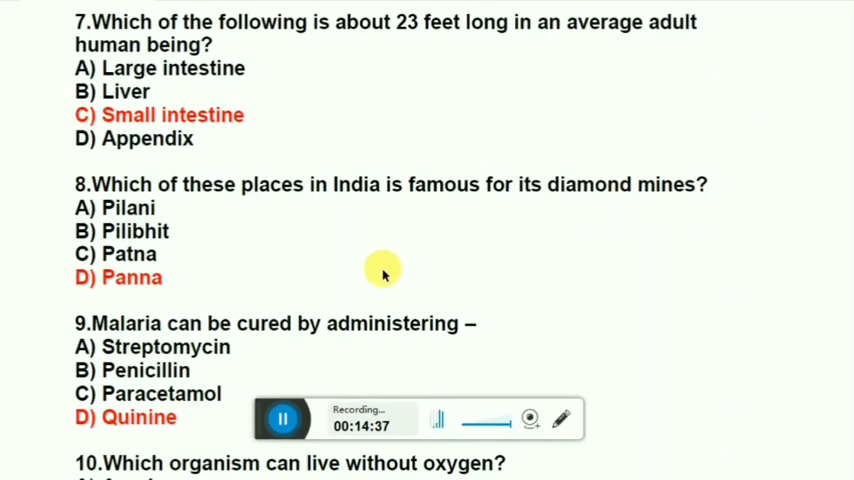 7.Which of the following is about 23 feet long in an average adult
human being?
A) Large intestine
B) Liver
C) Small intestine
D) Appendix
8.Which of these places in India is famous for its diamond mines?
A) Pilani
B) Pilibhit
C) Patna
D) Panna
9.Malaria can be cured by administering –
A) Streptomycin
B) Penicillin
C) Paracetamol
D) Quinine
Recording...
00:14:37
10.Which organism can live without oxygen?